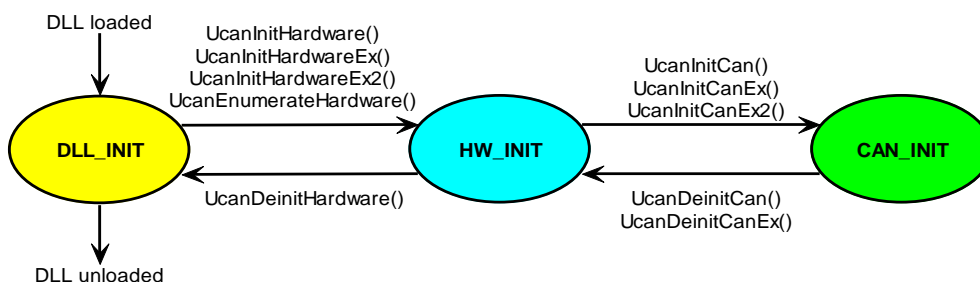 DLL loaded
UcanInitHardware()
UcanInitHardwareEx()
UcanInitHardwareEx2()
UcanEnumerateHardware()
UcanInitCan()
UcanInitCanEx()
UcanInitCanEx2()
DLL_INIT
HW_INIT
CAN_INIT
UcanDeinitHardware()
UcanDeinitCan()
UcanDeinitCanEx()
DLL unloaded